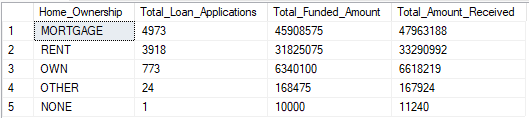 Home_Ownership Total_Loan_Applications Total_Funded_Amount Total_Amount_Received
1 MORTGAGE 4973 45908575 47963188
2 RENT 3918 31825075 33290992
3 OWN 773 6340100 6618219
4 OTHER 24 168475 167924
5 NONE 1 10000 11240